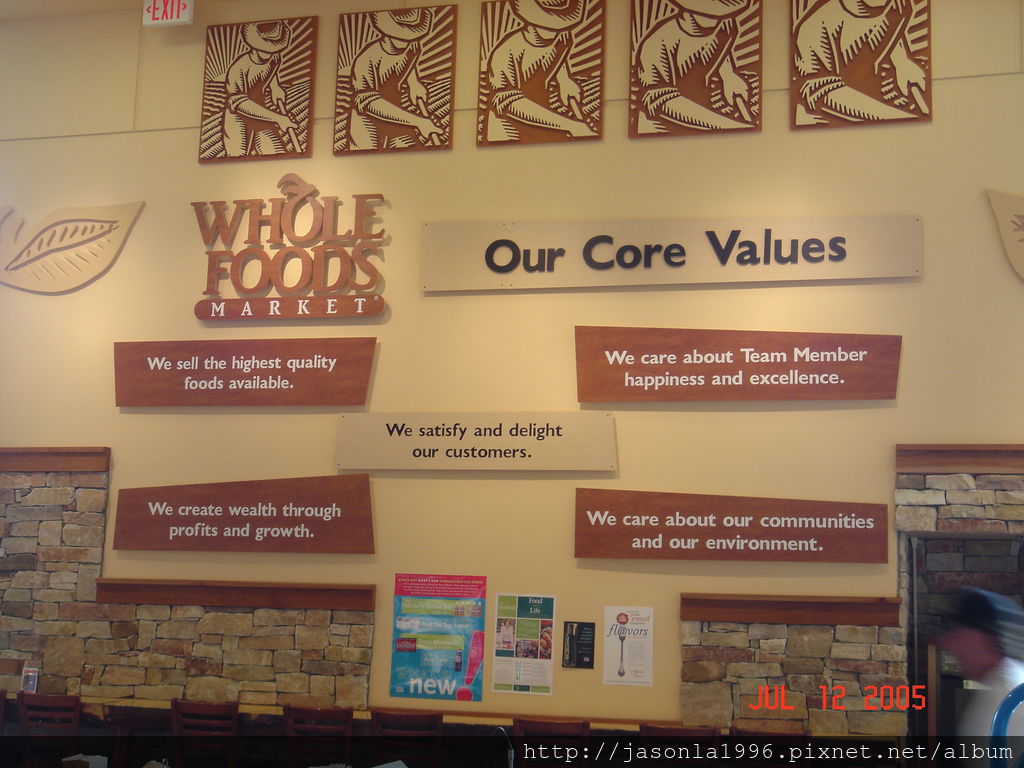 EXIT
WHOLE
FOODS
MARKET
Our Core Values
We sell the highest quality
foods available.
We care about Team Member
happiness and excellence.
We satisfy and delight
our customers.
We create wealth through
profits and growth.
We care about our communities
and our environment.
new
Food
Life
email
flavors
JUL 12 2005
http://jasonla1996.pixnet.net/album